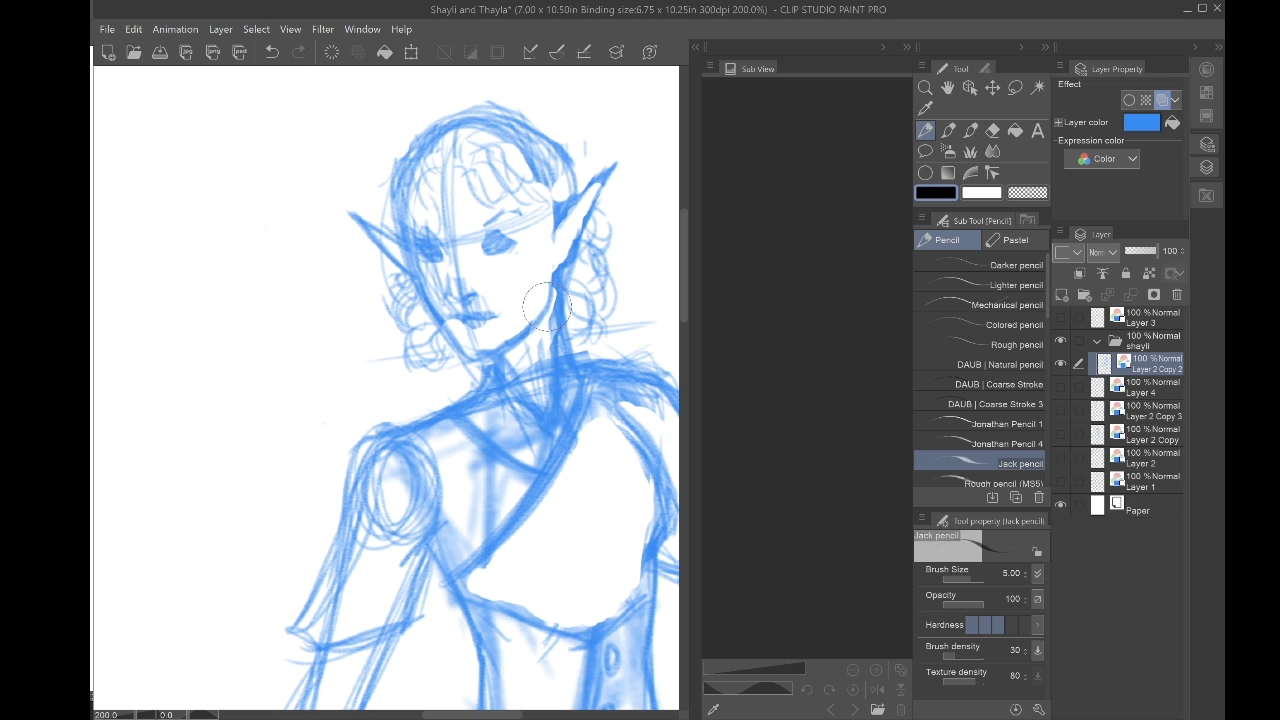 Shayli and Thayla* (7.00 x 10.50in Binding size:6.75 x 10.25in 300dpi 200.0%) - CLIP STUDIO PAINT PRO
File Edit Animation Layer Select View Filter Window Help
Sub View
Tool
Layer Property
Effect
Layer color
Expression color
Color
Sub Tool [Pencil]
Pencil
Pastel
Darker pencil
Lighter pencil
Mechanical pencil
Colored pencil
Rough pencil
DAUB | Natural pencil
DAUB | Coarse Stroke
DAUB | Coarse Stroke 3
Jonathan Pencil 1
Jonathan Pencil 4
Jack pencil
Rough pencil (MS5)
Tool property [Jack pencil]
Jack pencil
Brush Size 5.00
Opacity 100
Hardness
Brush density 30
Texture density 80
Layer
Norm 100
100 % Normal
Layer 3
100 % Normal
shayli
100 % Normal
Layer 2 Copy 2
100 % Normal
Layer 4
100 % Normal
Layer 2 Copy 3
100 % Normal
Layer 2 Copy
100 % Normal
Layer 2
100 % Normal
Layer 1
Paper
200.0 0.0